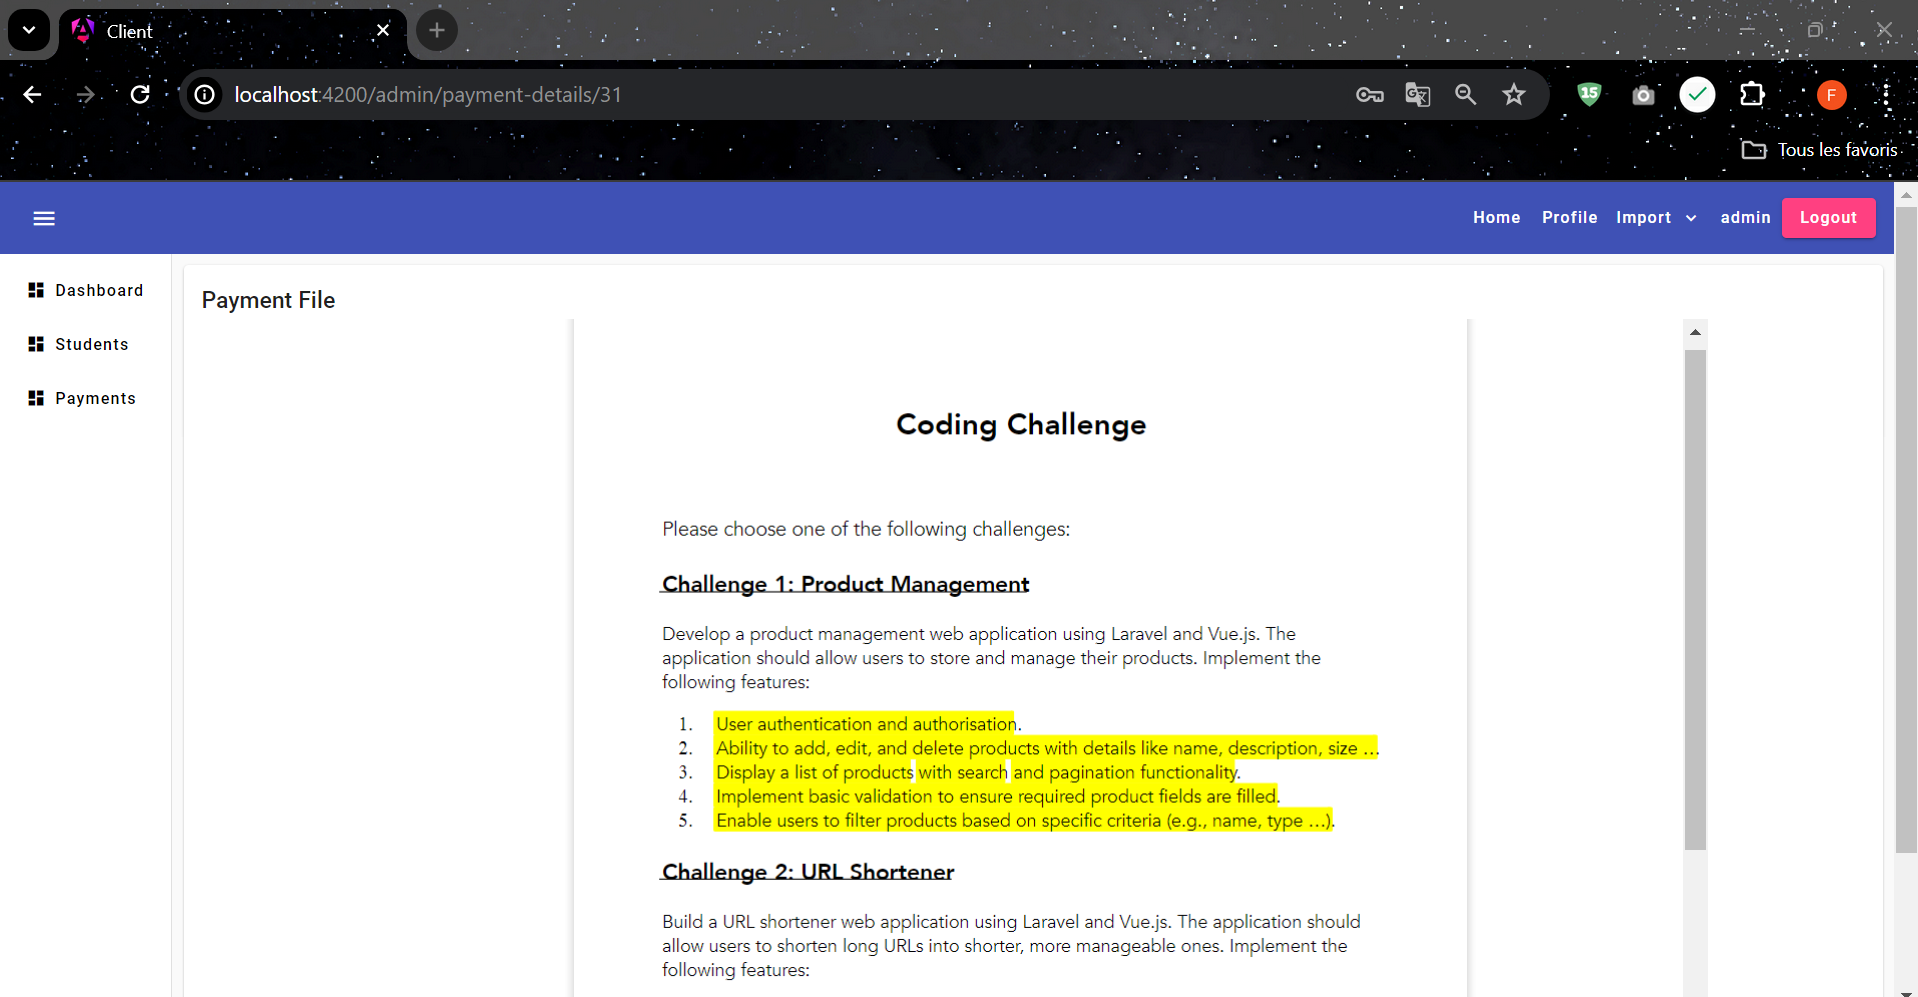 Client
localhost:4200/admin/payment-details/31
15
F
Tous les favoris
Home Profile Import admin Logout
Dashboard
Students
Payments
Payment File
Coding Challenge
Please choose one of the following challenges:
Challenge 1: Product Management
Develop a product management web application using Laravel and Vue.js. The
application should allow users to store and manage their products. Implement the
following features:
1. User authentication and authorisation.
2. Ability to add, edit, and delete products with details like name, description, size ...
3. Display a list of products with search and pagination functionality.
4. Implement basic validation to ensure required product fields are filled.
5. Enable users to filter products based on specific criteria (e.g., name, type ...).
Challenge 2: URL Shortener
Build a URL shortener web application using Laravel and Vue.js. The application should
allow users to shorten long URLs into shorter, more manageable ones. Implement the
following features: